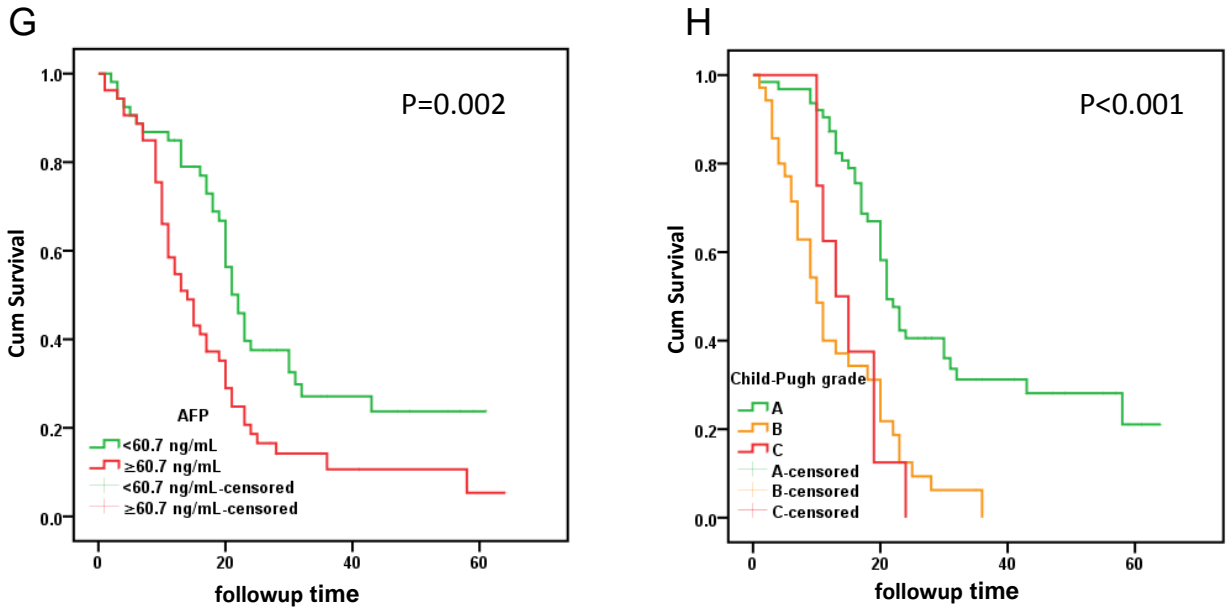 G
P=0.002
1.0
0.8
0.6
0.4
0.2
0.0
Cum Survival
AFP
<60.7 ng/mL
≥60.7 ng/mL
<60.7 ng/mL-censored
≥60.7 ng/mL-censored
0
20
40
60
followup time
H
P<0.001
1.0
0.8
0.6
0.4
0.2
0.0
Cum Survival
Child-Pugh grade
A
B
C
A-censored
B-censored
C-censored
0
20
40
60
followup time